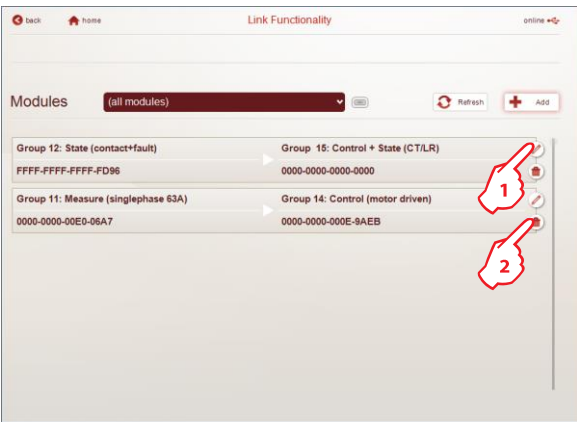 back home Link Functionality online
Modules (all modules) Refresh Add
Group 12: State (contact+fault) Group 15: Control + State (CT/LR)
FFFF-FFFF-FFFF-FD96 0000-0000-0000-0000
1
Group 11: Measure (singlephase 63A) Group 14: Control (motor driven)
0000-0000-00E0-06A7 0000-0000-000E-9AEB
2